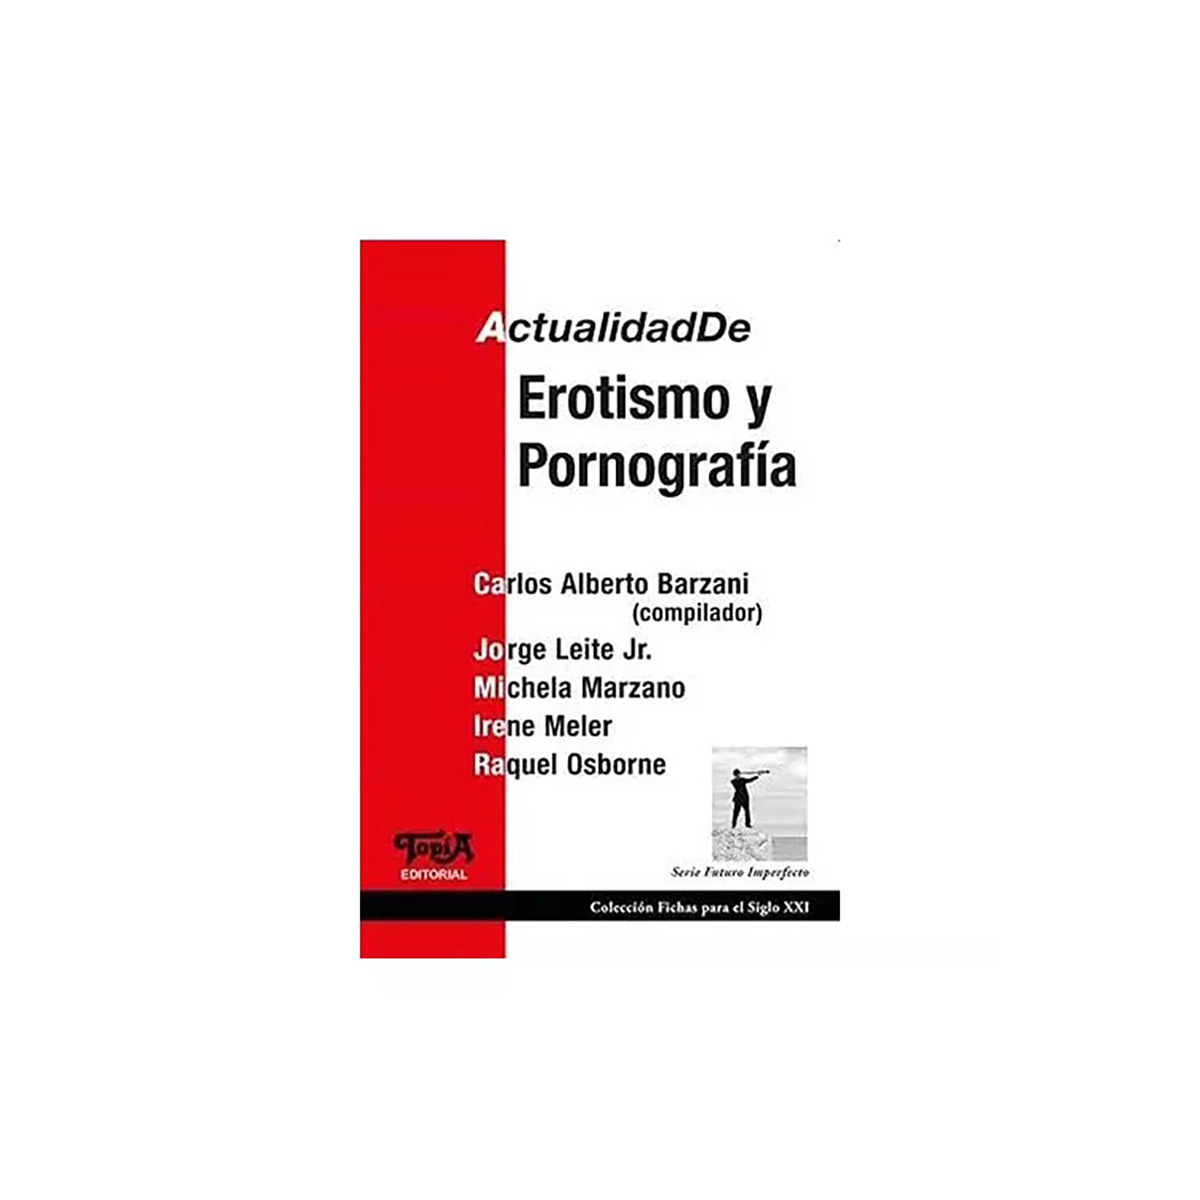 ActualidadDe
Erotismo y
Pornografía
Carlos Alberto Barzani
(compilador)
Jorge Leite Jr.
Michela Marzano
Irene Meler
Raquel Osborne
TopíA
EDITORIAL
Serie Futuro Imperfecto
Colección Fichas para el Siglo XXI